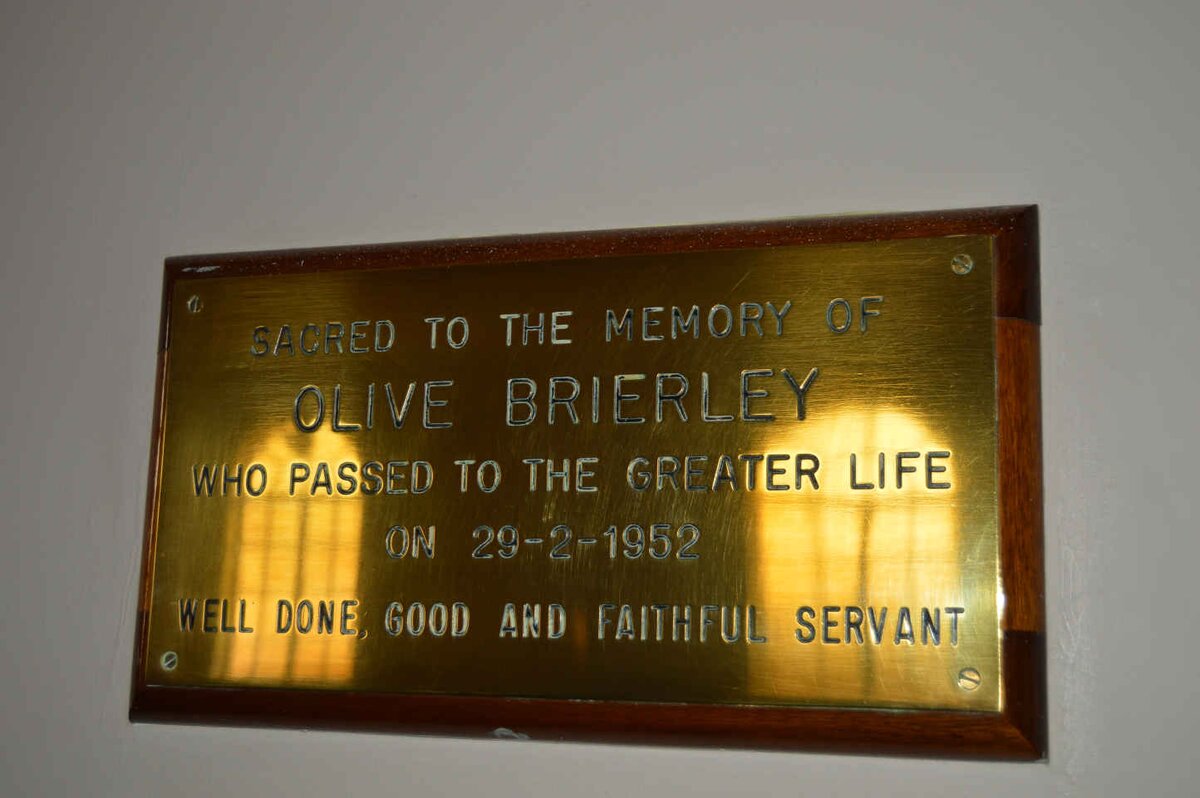 SACRED TO THE MEMORY OF
OLIVE BRIERLEY
WHO PASSED TO THE GREATER LIFE
ON 29-2-1952
WELL DONE, GOOD AND FAITHFUL SERVANT